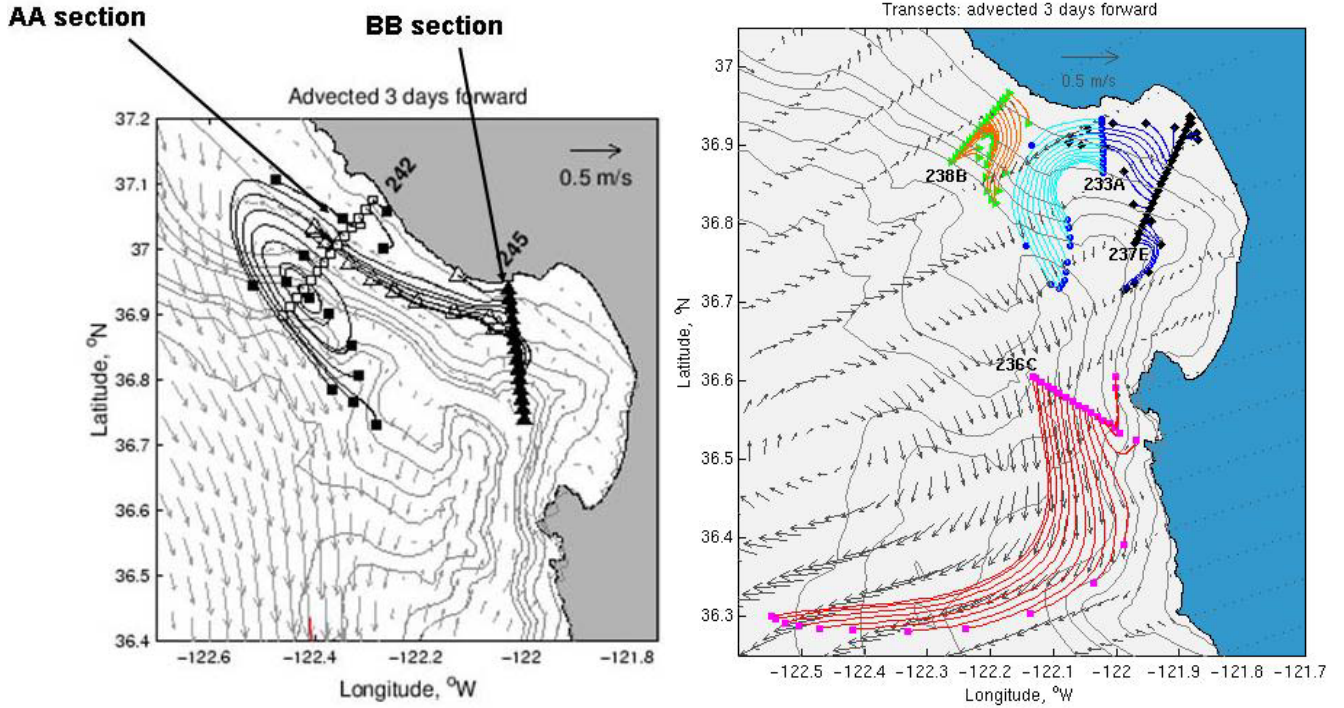 AA section
BB section
Advected 3 days forward
0.5 m/s
242
245
37.2
37.1
37
36.9
36.8
36.7
36.6
36.5
36.4
Latitude, °N
−122.6
−122.4
−122.2
−122
−121.8
Longitude, °W
Transects: advected 3 days forward
0.5 m/s
238B
233A
237E
236C
37
36.9
36.8
36.7
36.6
36.5
36.4
36.3
Latitude, °N
−122.5
−122.4
−122.3
−122.2
−122.1
−122
−121.9
−121.8
−121.7
Longitude, °W